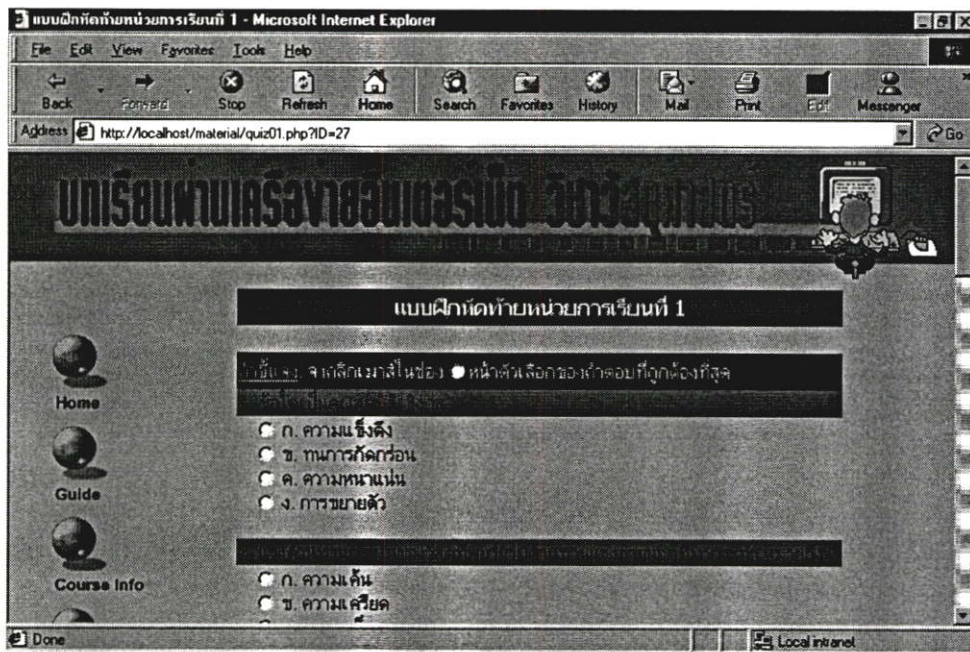 แบบฝึกหัดท้ายหน่วยการเรียนที่ 1 - Microsoft Internet Explorer
File Edit View Favorites Tools Help
Back Forward Stop Refresh Home Search Favorites History Mail Print Edit Messenger
Address http://localhost/material/quiz01.php?ID=27 Go
บทเรียนผ่านเครือข่ายอินเตอร์เน็ต วิชาวัสดุศาสตร์
แบบฝึกหัดท้ายหน่วยการเรียนที่ 1
คำชี้แจง. จากลิกเมาส์ในช่อง หน้าตัวเลือกของคำตอบที่ถูกต้องที่สุด
Home
ก. ความแข็งตึง
ข. ทนการกัดกร่อน
ค. ความหนาแน่น
ง. การขยายตัว
Guide
Course Info
ก. ความเค้น
ข. ความเครียด
Done Local intranet